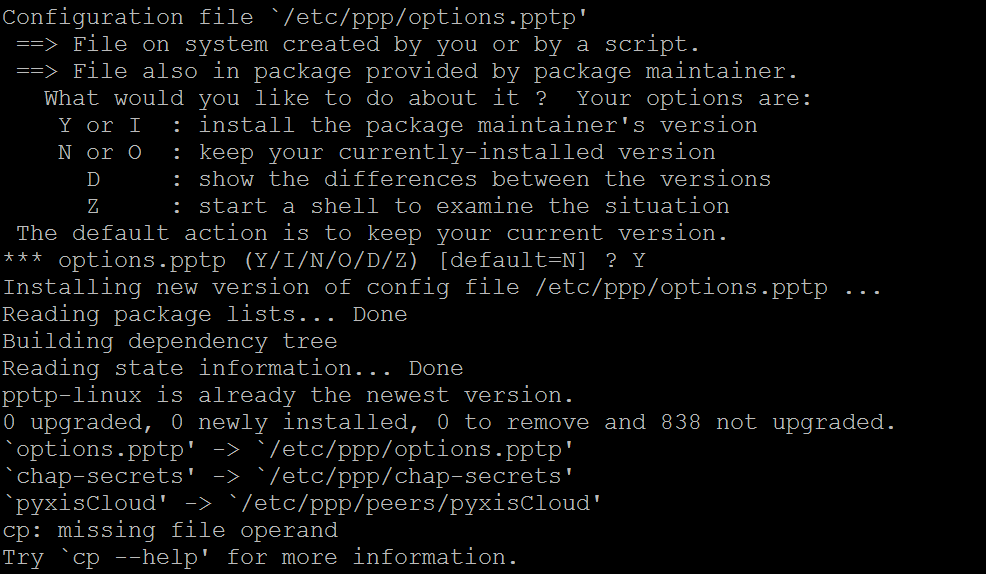 Configuration file `/etc/ppp/options.pptp'
 ==> File on system created by you or by a script.
 ==> File also in package provided by package maintainer.
   What would you like to do about it ?  Your options are:
    Y or I  : install the package maintainer's version
    N or O  : keep your currently-installed version
      D     : show the differences between the versions
      Z     : start a shell to examine the situation
 The default action is to keep your current version.
*** options.pptp (Y/I/N/O/D/Z) [default=N] ? Y
Installing new version of config file /etc/ppp/options.pptp ...
Reading package lists... Done
Building dependency tree
Reading state information... Done
pptp-linux is already the newest version.
0 upgraded, 0 newly installed, 0 to remove and 838 not upgraded.
`options.pptp' -> `/etc/ppp/options.pptp'
`chap-secrets' -> `/etc/ppp/chap-secrets'
`pyxisCloud' -> `/etc/ppp/peers/pyxisCloud'
cp: missing file operand
Try `cp --help' for more information.